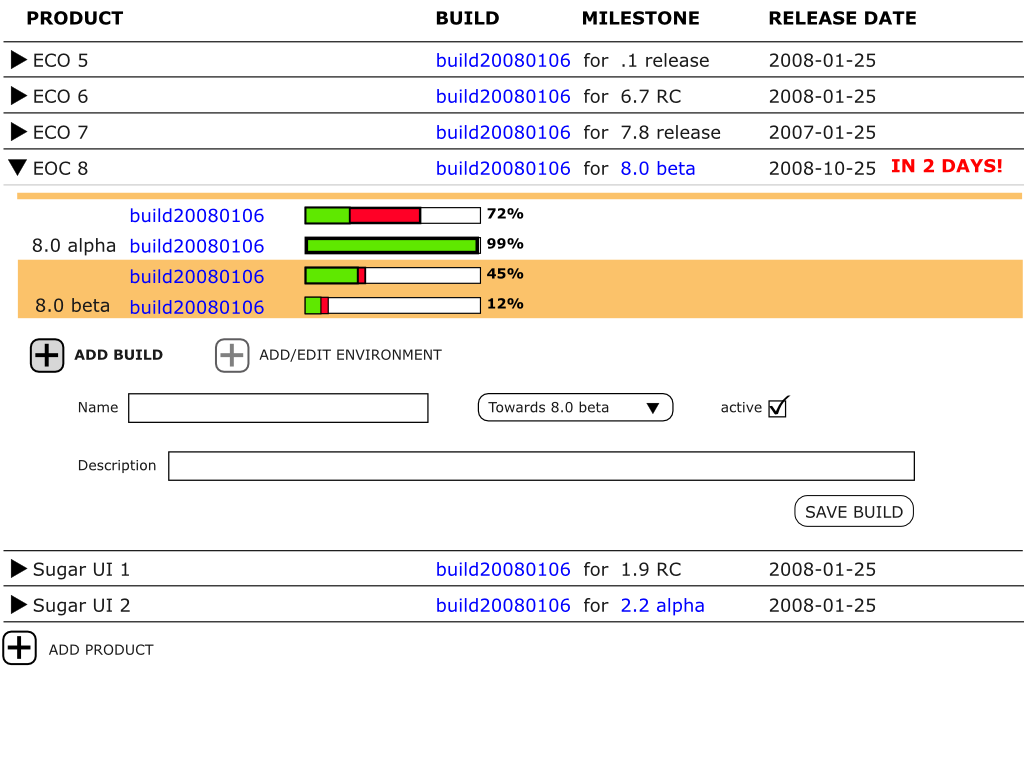 PRODUCT BUILD MILESTONE RELEASE DATE
ECO 5 build20080106 for .1 release 2008-01-25
ECO 6 build20080106 for 6.7 RC 2008-01-25
ECO 7 build20080106 for 7.8 release 2007-01-25
EOC 8 build20080106 for 8.0 beta 2008-10-25 IN 2 DAYS!
build20080106 72%
8.0 alpha build20080106 99%
build20080106 45%
8.0 beta build20080106 12%
ADD BUILD ADD/EDIT ENVIRONMENT
Name Towards 8.0 beta active
Description
SAVE BUILD
Sugar UI 1 build20080106 for 1.9 RC 2008-01-25
Sugar UI 2 build20080106 for 2.2 alpha 2008-01-25
ADD PRODUCT